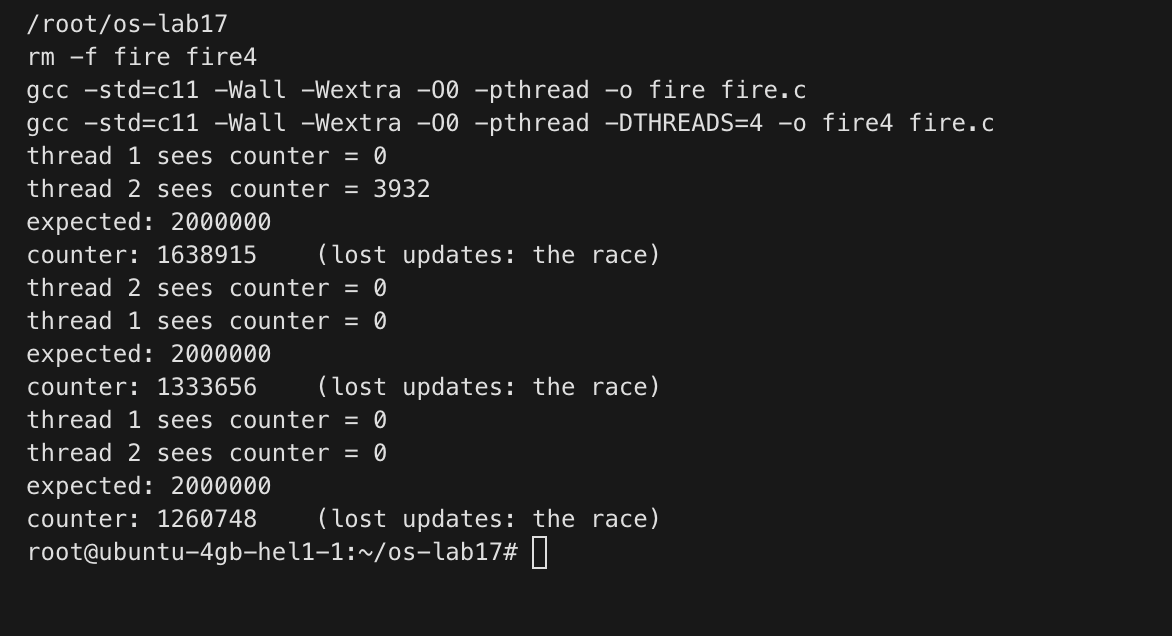 /root/os-lab17
rm -f fire fire4
gcc -std=c11 -Wall -Wextra -O0 -pthread -o fire fire.c
gcc -std=c11 -Wall -Wextra -O0 -pthread -DTHREADS=4 -o fire4 fire.c
thread 1 sees counter = 0
thread 2 sees counter = 3932
expected: 2000000
counter: 1638915    (lost updates: the race)
thread 2 sees counter = 0
thread 1 sees counter = 0
expected: 2000000
counter: 1333656    (lost updates: the race)
thread 1 sees counter = 0
thread 2 sees counter = 0
expected: 2000000
counter: 1260748    (lost updates: the race)
root@ubuntu-4gb-hel1-1:~/os-lab17#